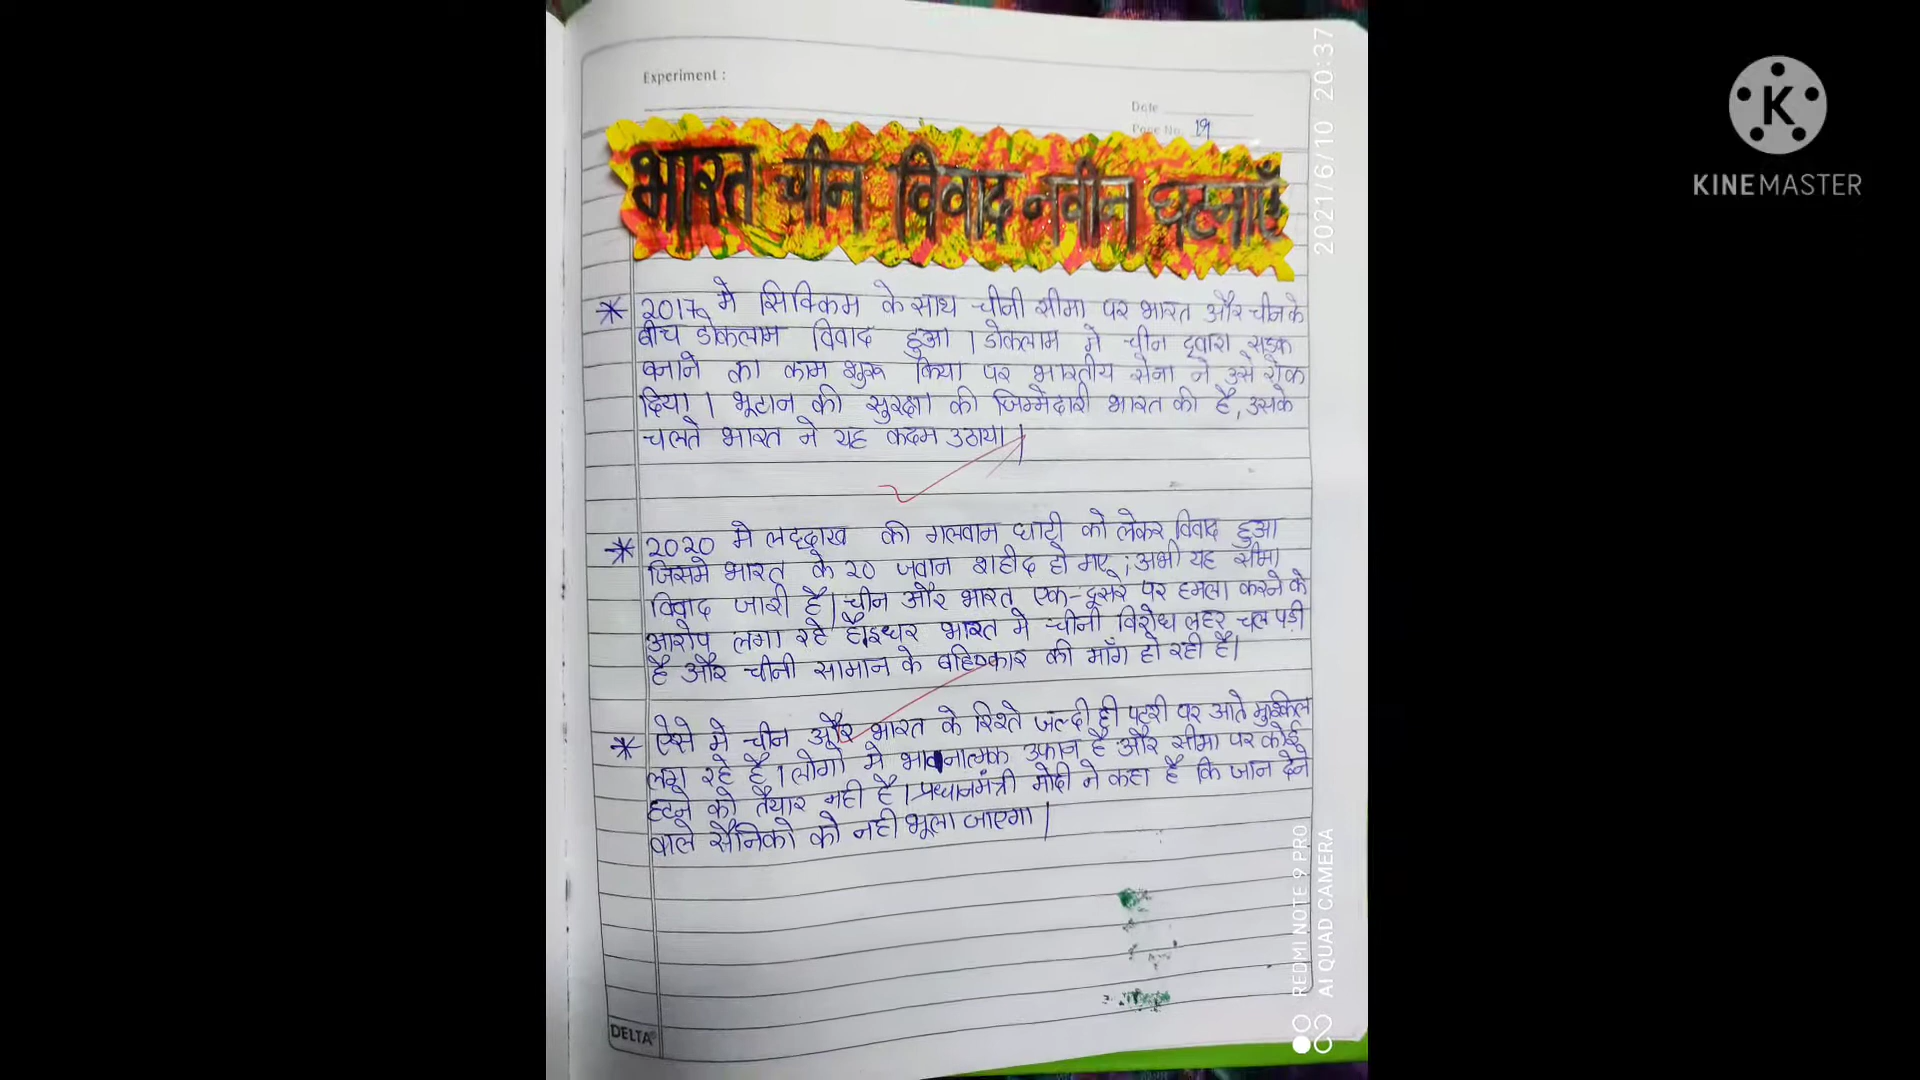 Experiment :
Date
Page No. 19
भारत चीन विवाद नवीन घटनाएँ
* 2017 मे सिक्किम के साथ चीनी सीमा पर भारत और चीन के
बीच डोकलाम विवाद हुआ । डोकलाम मे चीन द्वारा सड़क
बनाने का काम शुरू किया पर भारतीय सेना ने उसे रोक
दिया । भूटान की सुरक्षा की जिम्मेदारी भारत की है, उसके
चलते भारत ने यह कदम उठाया ।
* 2020 मे लद्दाख की गलवान घाटी को लेकर विवाद हुआ
जिसमे भारत के 20 जवान शहीद हो गए ; अभी यह सीमा
विवाद जारी है । चीन और भारत एक-दूसरे पर हमला करने के
आरोप लगा रहे है। इधर भारत मे चीनी विरोध लहर चल पड़ी
है और चीनी सामान के बहिष्कार की माँग हो रही है।
* ऐसे मे चीन और भारत के रिश्ते जल्दी ही पटरी पर आते मुश्किल
लग रहे है । लोगो मे भावनात्मक उफान है और सीमा पर कोई
हटने को तैयार नही है । प्रधानमंत्री मोदी ने कहा है कि जान देने
वाले सैनिको को नही भूला जाएगा ।
DELTA
2021/6/10 20:37
REDMI NOTE 9 PRO
AI QUAD CAMERA
K
KINEMASTER